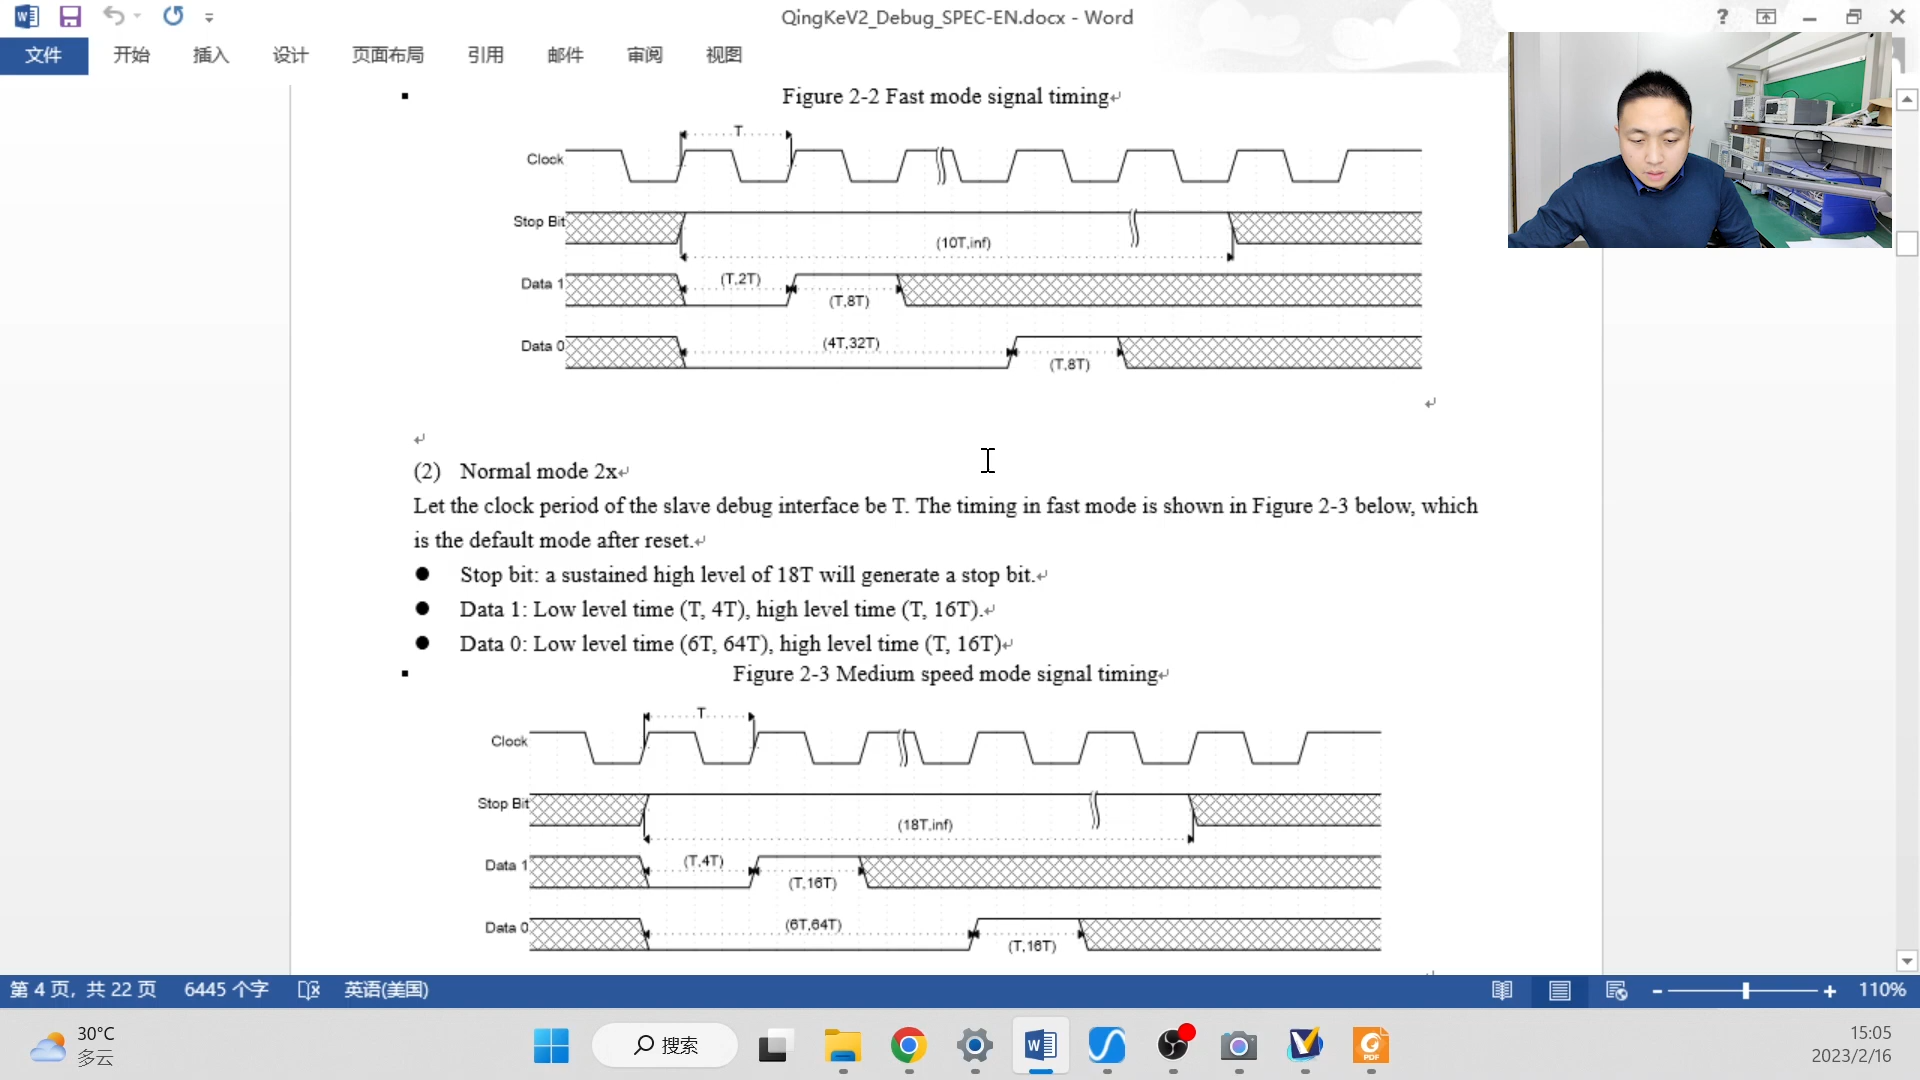 QingKeV2_Debug_SPEC-EN.docx - Word
文件 开始 插入 设计 页面布局 引用 邮件 审阅 视图
Figure 2-2 Fast mode signal timing
T
Clock
Stop Bit
(10T,inf)
Data 1
(T,2T)
(T,8T)
Data 0
(4T,32T)
(T,8T)
(2) Normal mode 2x
Let the clock period of the slave debug interface be T. The timing in fast mode is shown in Figure 2-3 below, which
is the default mode after reset.
● Stop bit: a sustained high level of 18T will generate a stop bit.
● Data 1: Low level time (T, 4T), high level time (T, 16T).
● Data 0: Low level time (6T, 64T), high level time (T, 16T)
Figure 2-3 Medium speed mode signal timing
T
Clock
Stop Bit
(18T,inf)
Data 1
(T,4T)
(T,16T)
Data 0
(6T,64T)
(T,16T)
第 4 页，共 22 页 6445 个字 英语(美国) 110%
30°C
多云
搜索
PDF
15:05
2023/2/16